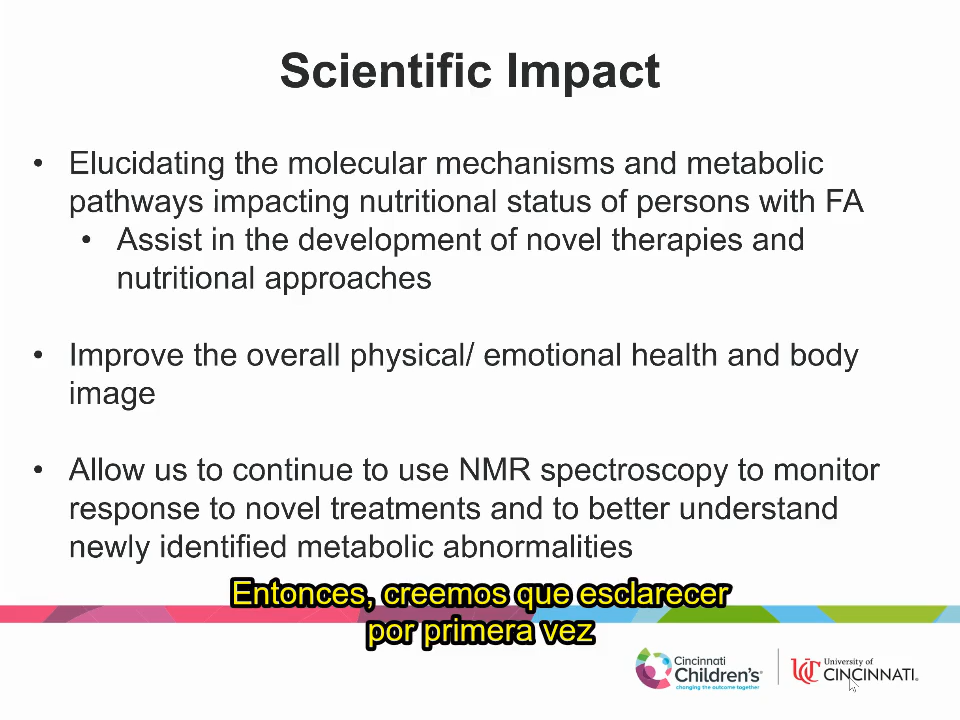 Scientific Impact
• Elucidating the molecular mechanisms and metabolic
pathways impacting nutritional status of persons with FA
• Assist in the development of novel therapies and
nutritional approaches
• Improve the overall physical/ emotional health and body
image
• Allow us to continue to use NMR spectroscopy to monitor
response to novel treatments and to better understand
newly identified metabolic abnormalities
Entonces, creemos que esclarecer
por primera vez
Cincinnati
Children's
changing the outcome together
UC
University of
CINCINNATI